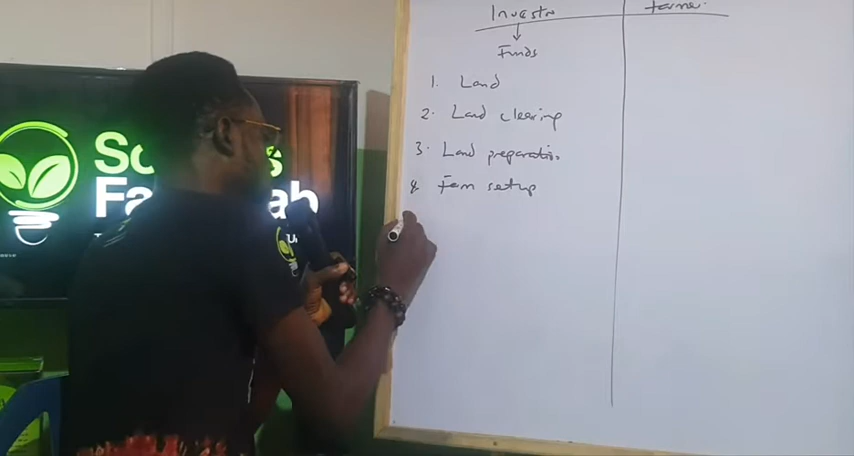 Investor
Farmer
Funds
1. Land
2. Land clearing
3. Land preparation
4 Farm setup